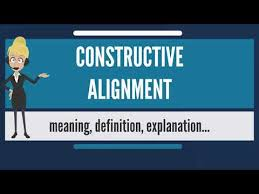 CONSTRUCTIVE
ALIGNMENT
meaning, definition, explanation...